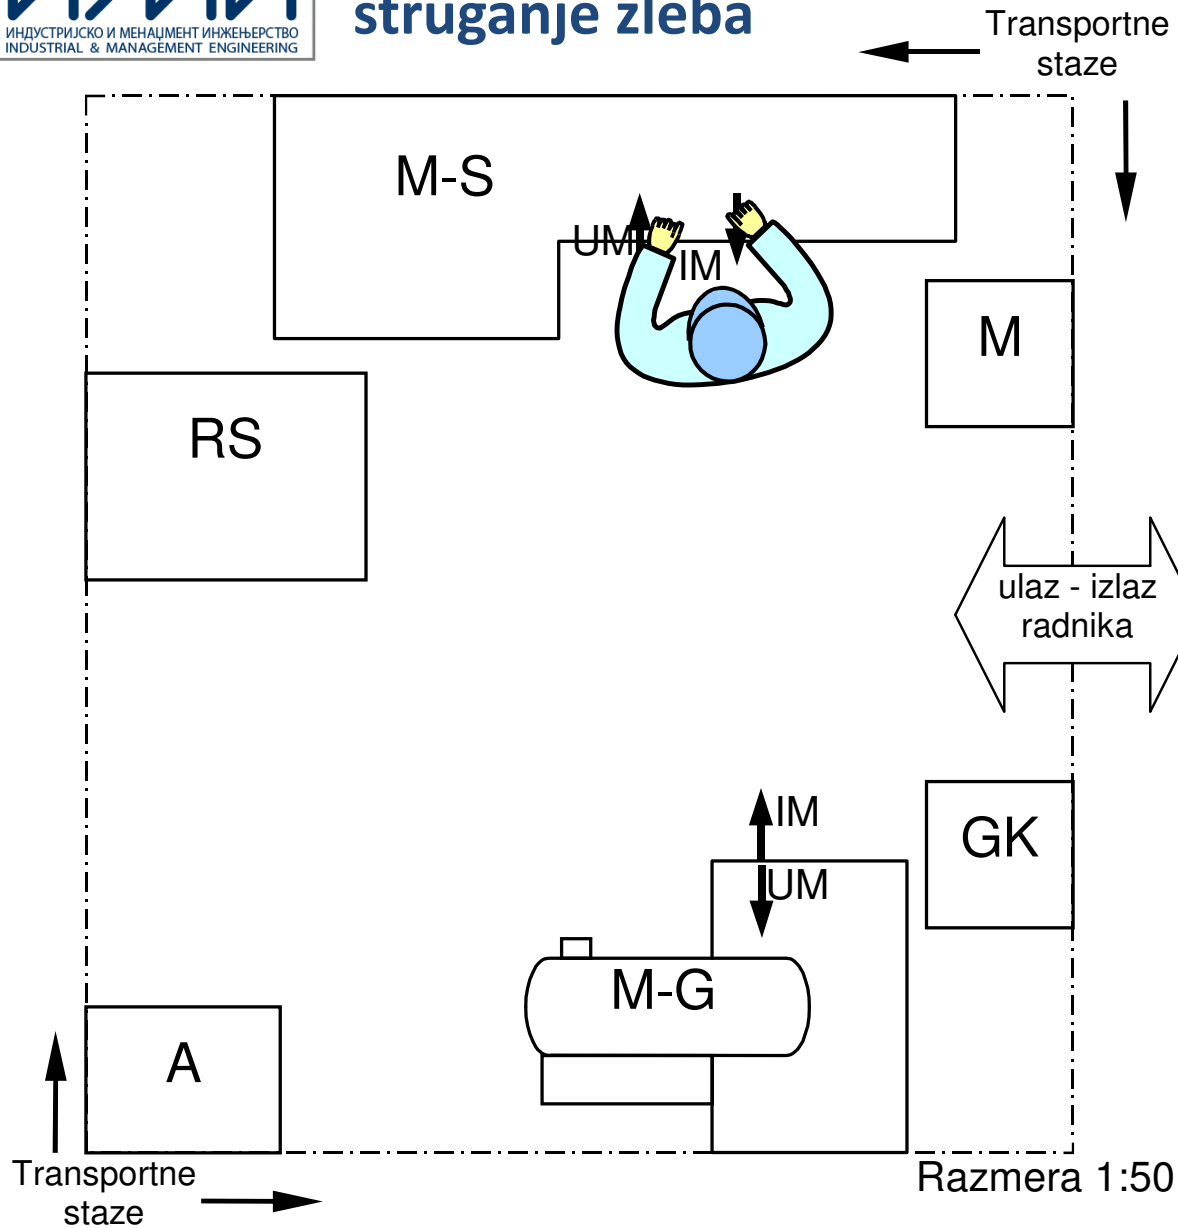 ИНДУСТРИЈСКО И МЕНАЏМЕНТ ИНЖЕЊЕРСТВО
INDUSTRIAL & MANAGEMENT ENGINEERING
struganje zleba
Transportne
staze
M-S
UM
IM
M
RS
ulaz - izlaz
radnika
IM
UM
GK
M-G
A
Transportne
staze
Razmera 1:50